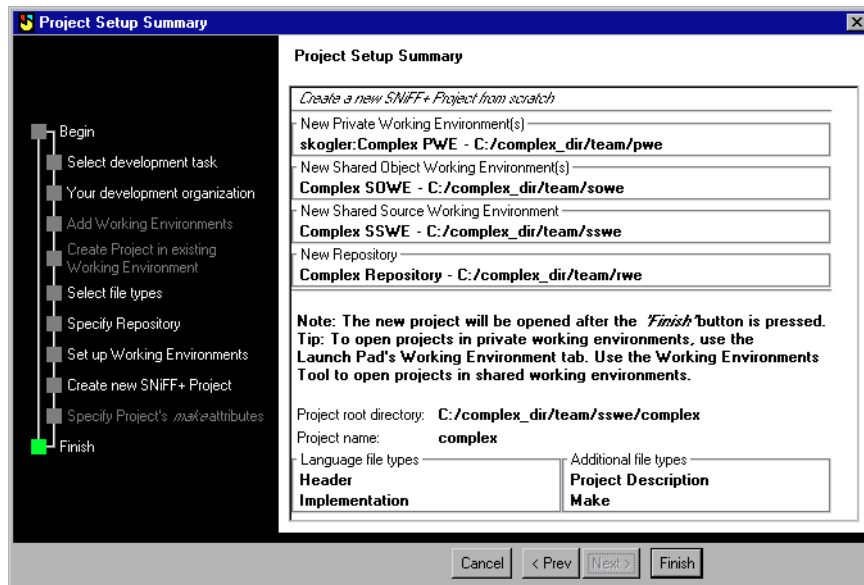 Project Setup Summary
Begin
Select development task
Your development organization
Add Working Environments
Create Project in existing
Working Environment
Select file types
Specify Repository
Set up Working Environments
Create new SNiFF+ Project
Specify Project's make attributes
Finish
Project Setup Summary
Create a new SNiFF+ Project from scratch
New Private Working Environment(s)
skogler:Complex PWE - C:/complex_dir/team/pwe
New Shared Object Working Environment(s)
Complex SOWE - C:/complex_dir/team/sowe
New Shared Source Working Environment
Complex SSWE - C:/complex_dir/team/sswe
New Repository
Complex Repository - C:/complex_dir/team/rwe
Note: The new project will be opened after the 'Finish' button is pressed.
Tip: To open projects in private working environments, use the
Launch Pad's Working Environment tab. Use the Working Environments
Tool to open projects in shared working environments.
Project root directory: C:/complex_dir/team/sswe/complex
Project name: complex
Language file types
Header
Implementation
Additional file types
Project Description
Make
Cancel
< Prev
Next >
Finish